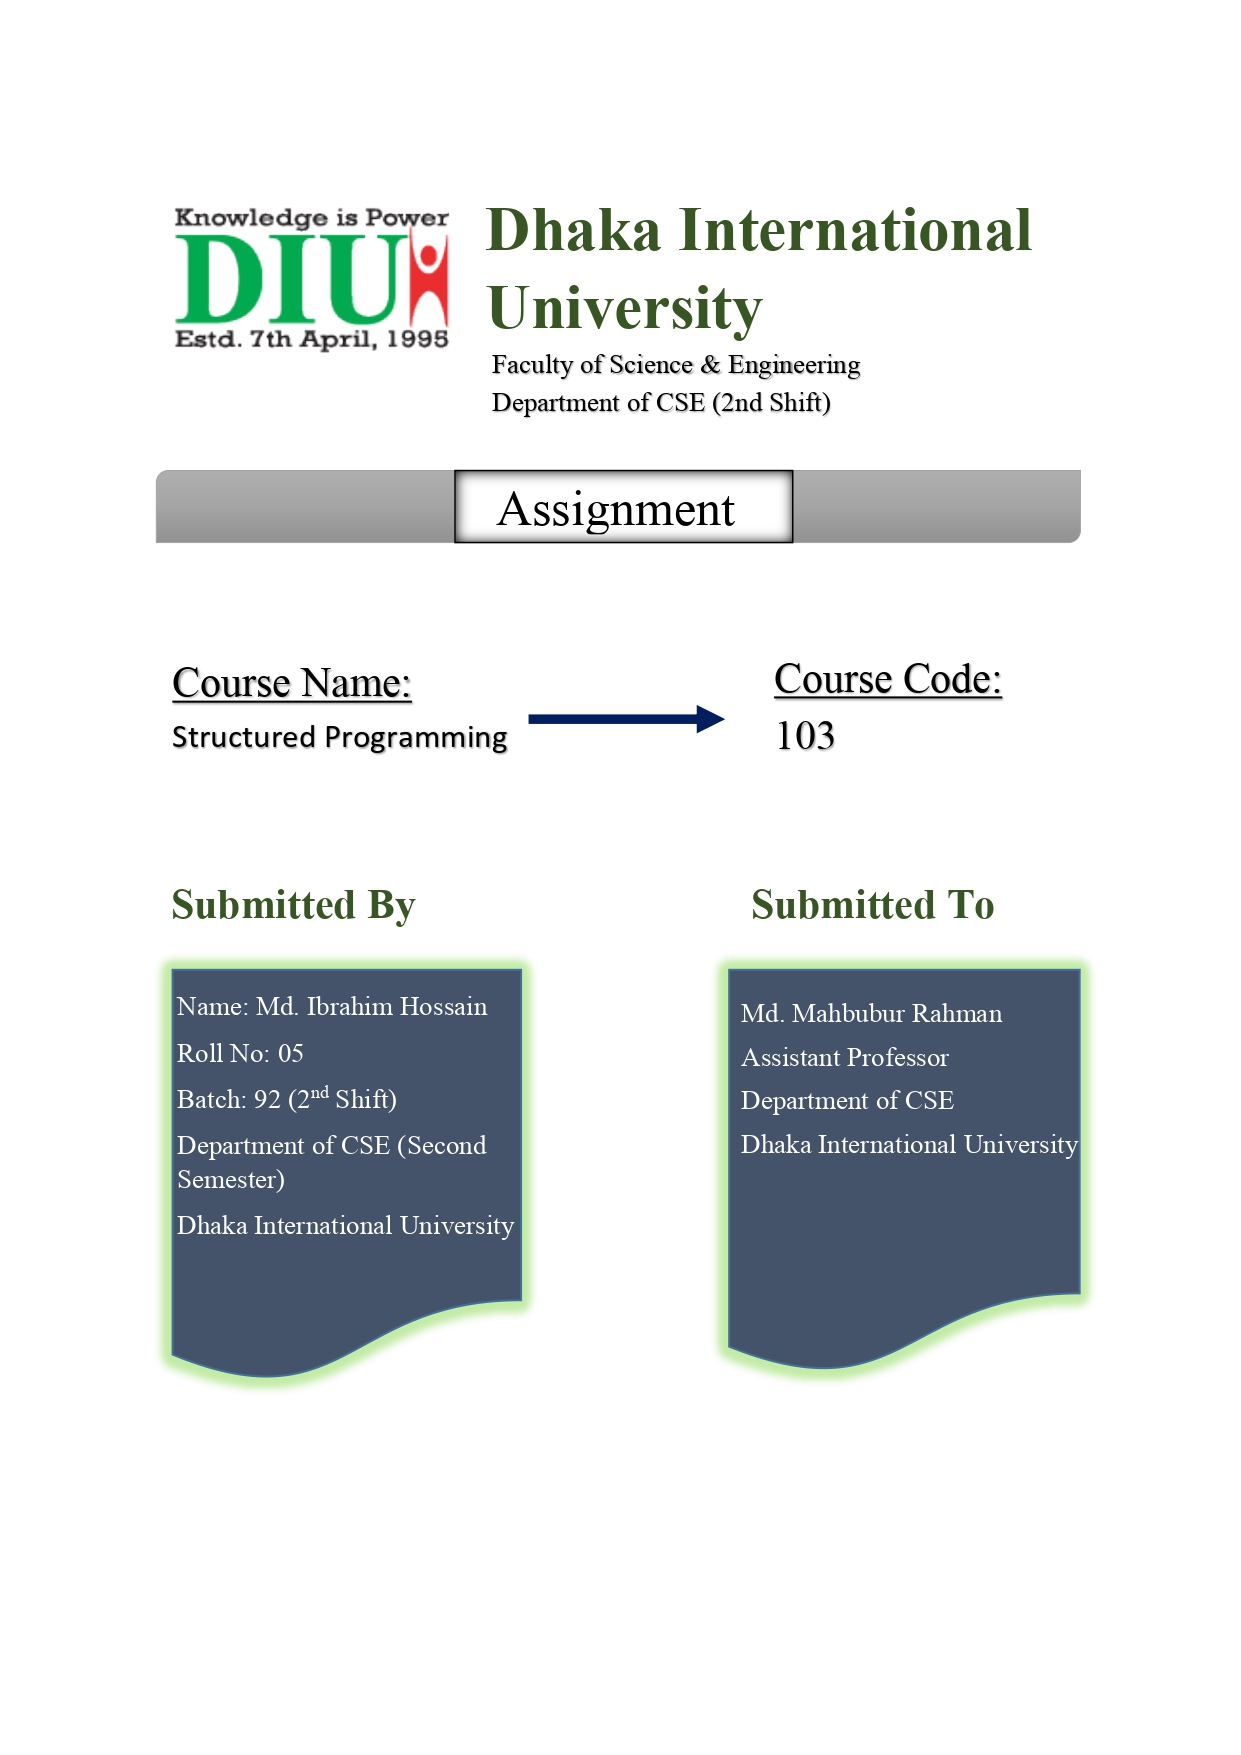 Knowledge is Power
DIU
Estd. 7th April, 1995
Dhaka International
University
Faculty of Science & Engineering
Department of CSE (2nd Shift)
Assignment
Course Name:
Structured Programming
Course Code:
103
Submitted By
Name: Md. Ibrahim Hossain
Roll No: 05
Batch: 92 (2nd Shift)
Department of CSE (Second
Semester)
Dhaka International University
Submitted To
Md. Mahbubur Rahman
Assistant Professor
Department of CSE
Dhaka International University